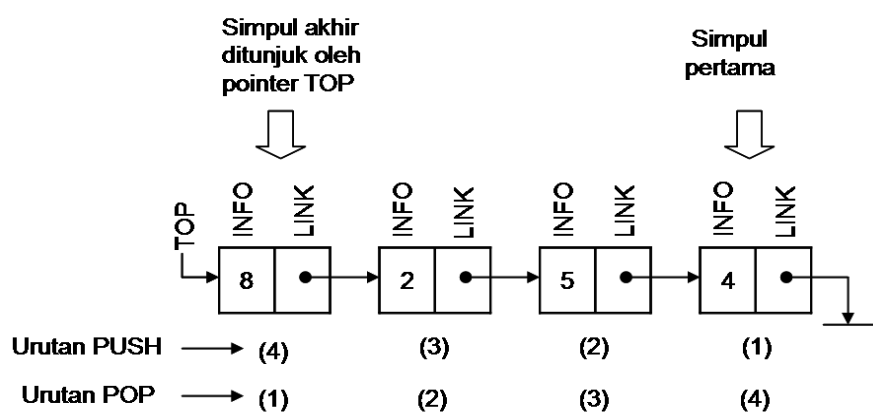 Simpul akhir
ditunjuk oleh
pointer TOP
Simpul
pertama
TOP
INFO LINK INFO LINK INFO LINK INFO LINK
8 2 5 4
Urutan PUSH (4) (3) (2) (1)
Urutan POP (1) (2) (3) (4)